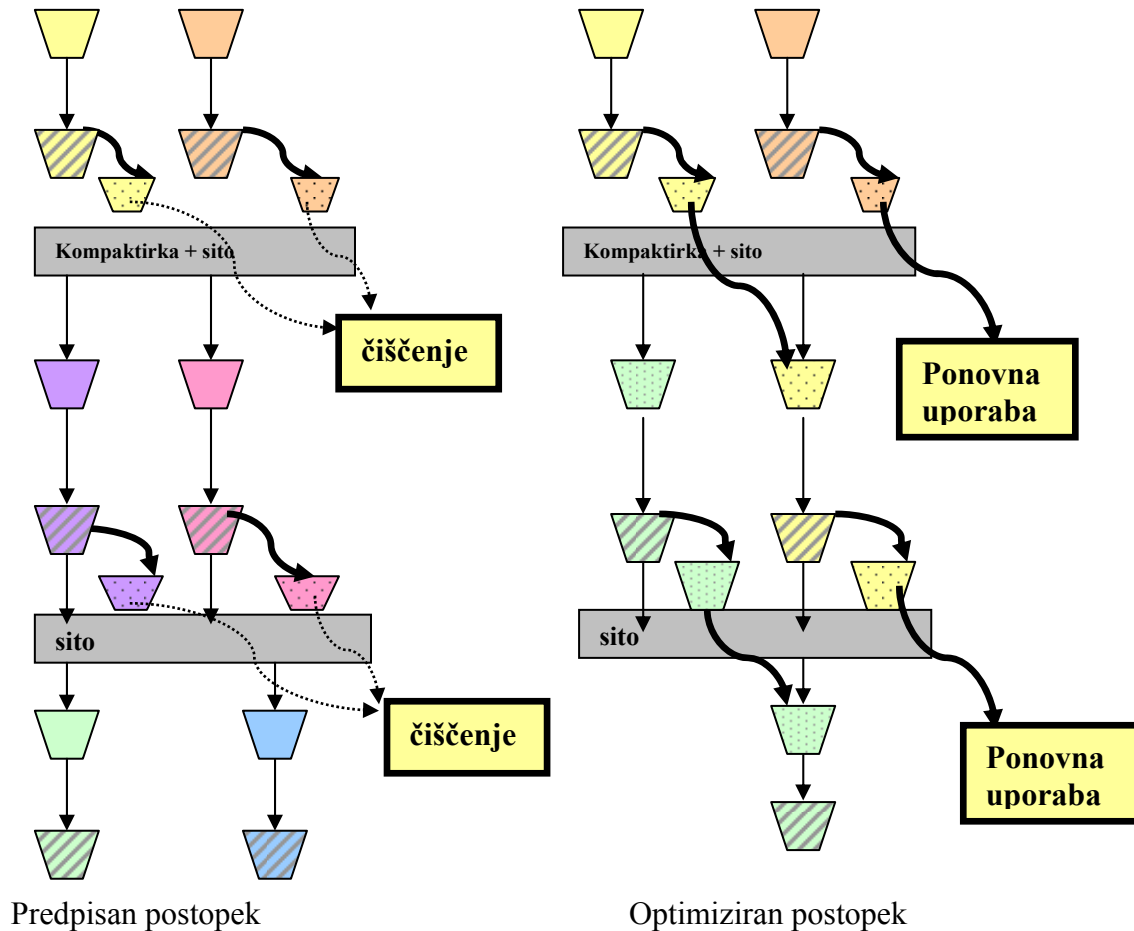 Kompaktirka + sito
čiščenje
sito
čiščenje
Predpisan postopek
Kompaktirka + sito
Ponovna
uporaba
sito
Ponovna
uporaba
Optimiziran postopek